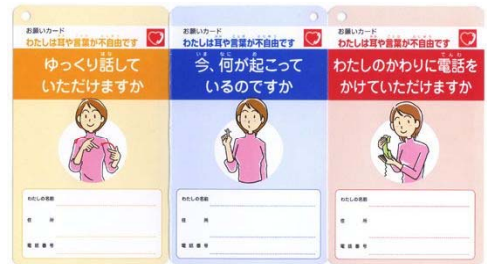 お願いカード
わたしは耳や言葉が不自由です
ゆっくり話して
いただけますか
わたしの名前
住所
電話番号
お願いカード
わたしは耳や言葉が不自由です
今、何が起こって
いるのですか
わたしの名前
住所
電話番号
お願いカード
わたしは耳や言葉が不自由です
わたしのかわりに電話を
かけていただけますか
わたしの名前
住所
電話番号